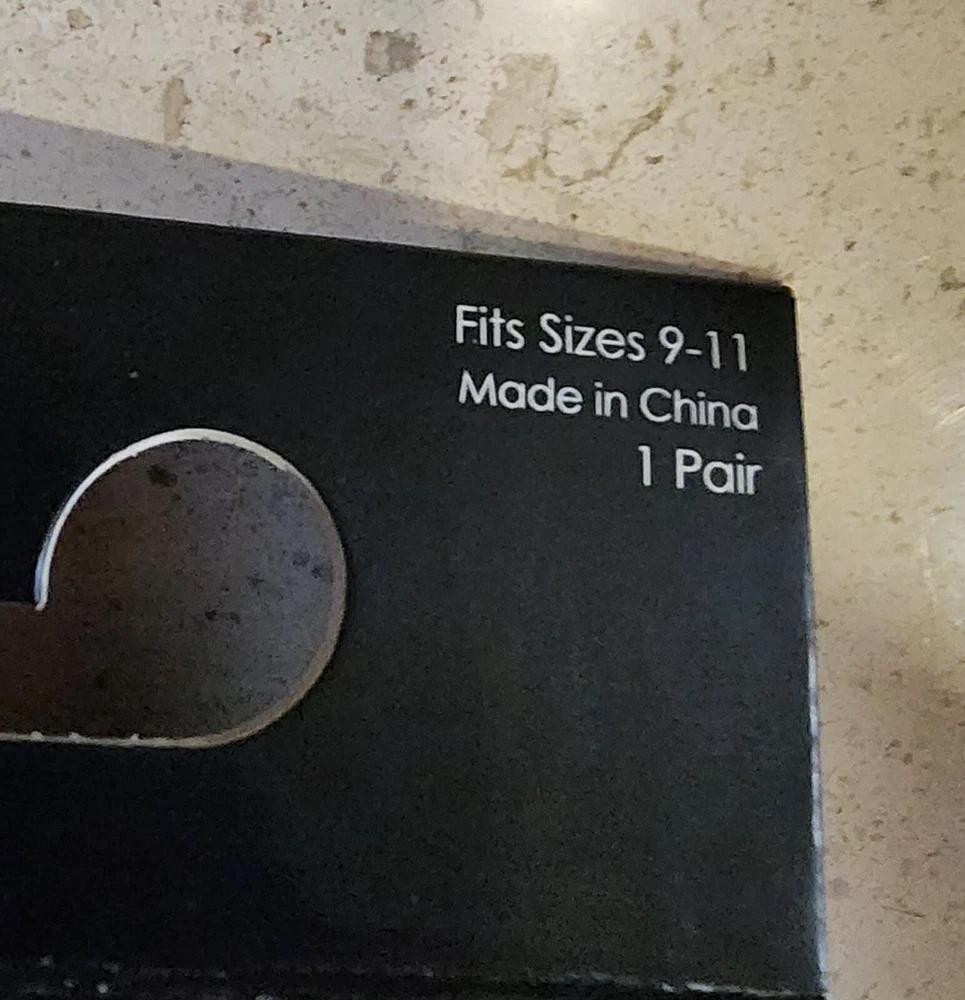 Fits Sizes 9-11
Made in China
1 Pair